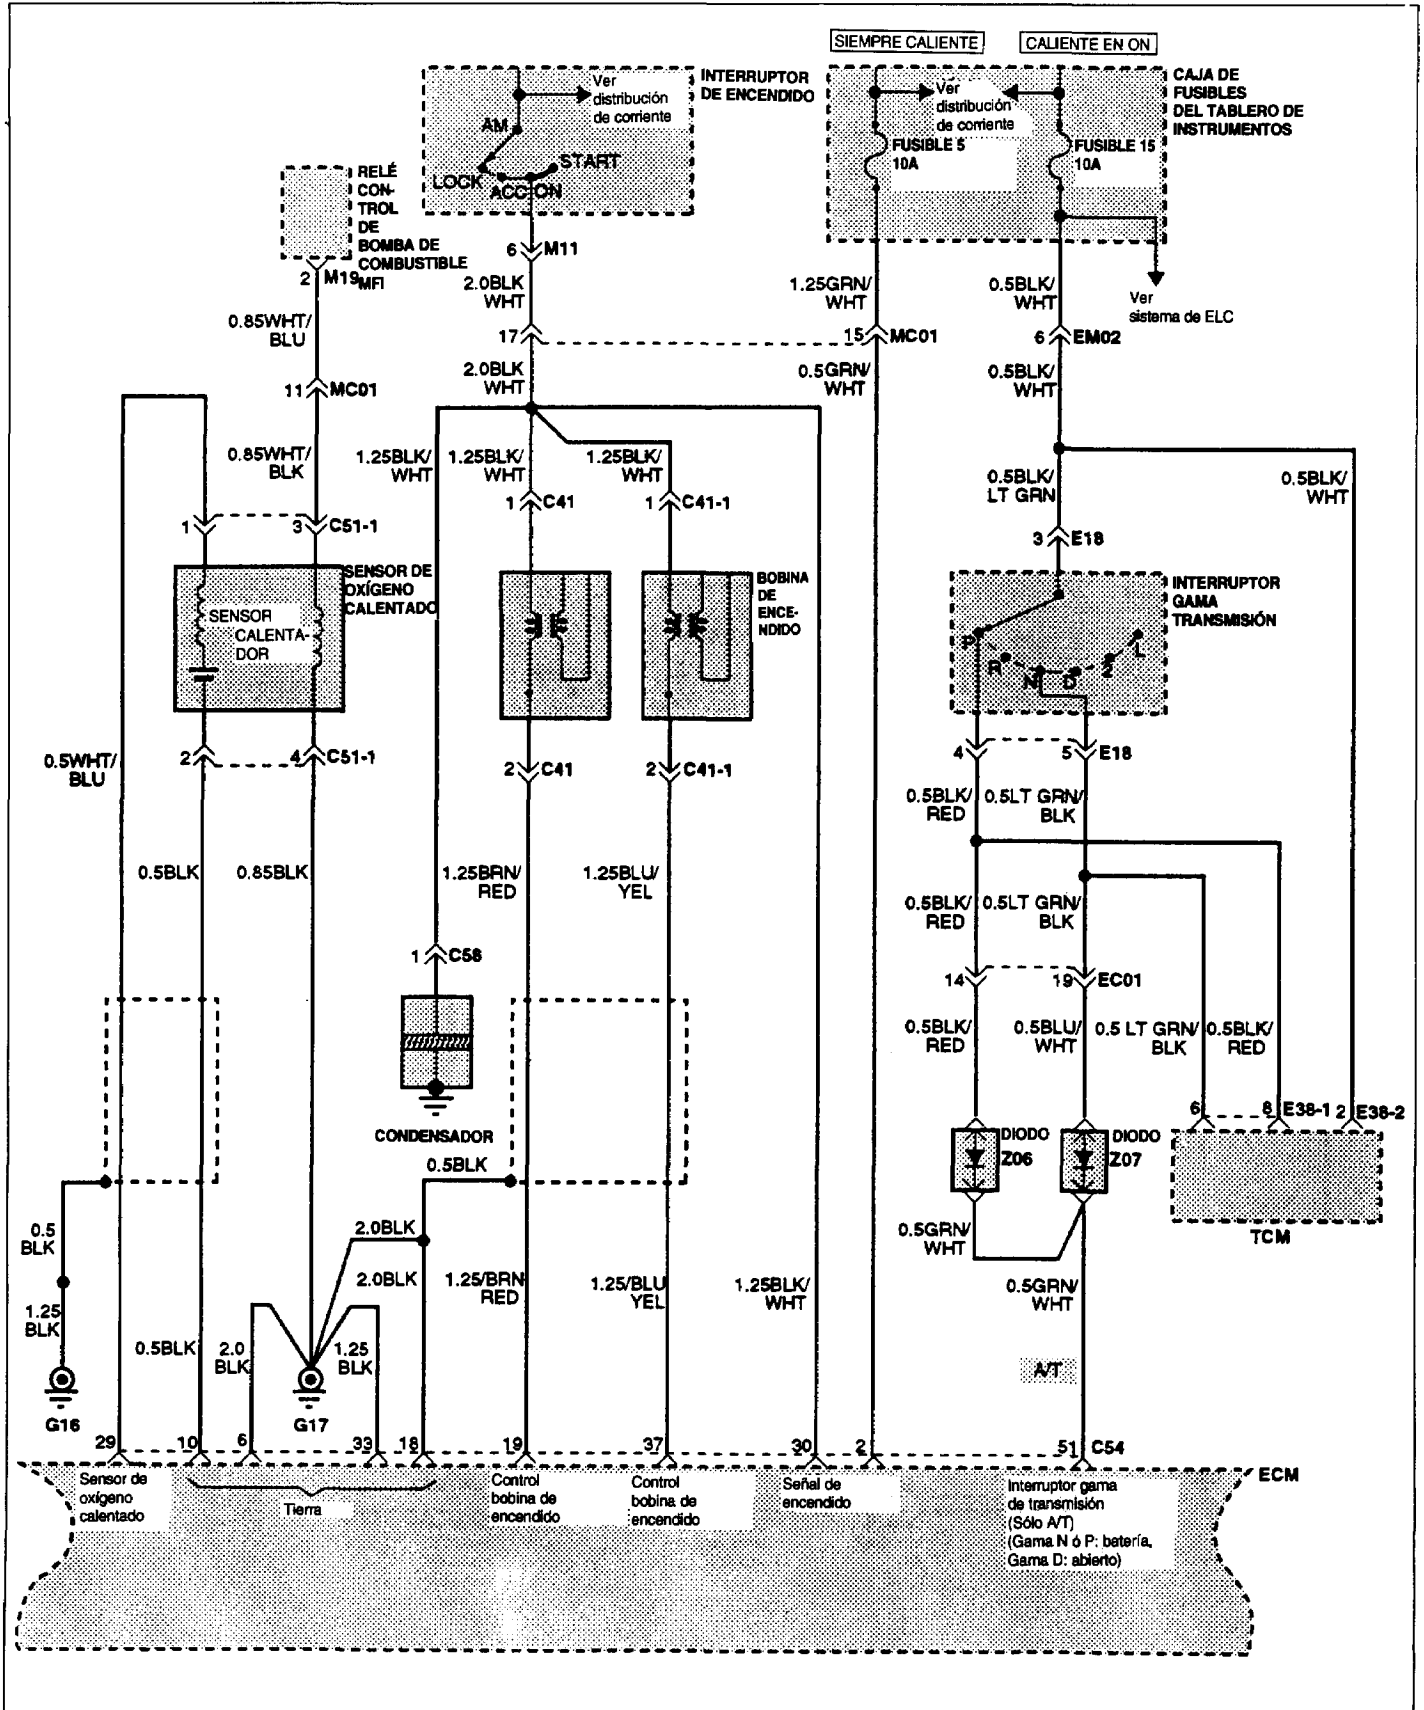 SIEMPRE CALIENTE
CALIENTE EN ON
Ver
distribución
de corriente
INTERRUPTOR
DE ENCENDIDO
AM
LOCK
ACC
ON
START
Ver
distribución
de corriente
FUSIBLE 5
10A
FUSIBLE 15
10A
CAJA DE
FUSIBLES
DEL TABLERO DE
INSTRUMENTOS
RELÉ
CON-
TROL
DE
BOMBA DE
COMBUSTIBLE
MFI
2
M19
6
M11
Ver
sistema de ELC
0.85WHT/
BLU
2.0BLK
WHT
1.25GRN/
WHT
0.5BLK/
WHT
17
15
MC01
6
EM02
11
MC01
2.0BLK
WHT
0.5GRN/
WHT
0.5BLK/
WHT
0.85WHT/
BLK
1.25BLK/
WHT
1.25BLK/
WHT
1.25BLK/
WHT
0.5BLK/
LT GRN
0.5BLK/
WHT
1
3
C51-1
1
C41
1
C41-1
3
E18
SENSOR DE
OXÍGENO
CALENTADO
SENSOR
CALENTA-
DOR
BOBINA
DE
ENCE-
NDIDO
INTERRUPTOR
GAMA
TRANSMISIÓN
P
R
N
D
2
L
0.5WHT/
BLU
2
4
C51-1
2
C41
2
C41-1
4
5
E18
0.5BLK/
RED
0.5LT GRN/
BLK
0.5BLK
0.85BLK
1.25BRN/
RED
1.25BLU/
YEL
0.5BLK/
RED
0.5LT GRN/
BLK
1
C58
14
19
EC01
0.5BLK/
RED
0.5BLU/
WHT
0.5 LT GRN/
BLK
0.5BLK/
RED
CONDENSADOR
6
8
E38-1
2
E38-2
DIODO
Z06
DIODO
Z07
TCM
0.5BLK
0.5
BLK
2.0BLK
0.5GRN/
WHT
2.0BLK
1.25/BRN
RED
1.25/BLU
YEL
1.25BLK/
WHT
0.5GRN/
WHT
1.25
BLK
0.5BLK
2.0
BLK
1.25
BLK
A/T
G16
G17
29
10
6
33
18
19
37
30
2
51
C54
ECM
Sensor de
oxígeno
calentado
Tierra
Control
bobina de
encendido
Control
bobina de
encendido
Señal de
encendido
Interruptor gama
de transmisión
(Sólo A/T)
(Gama N ó P: batería,
Gama D: abierto)